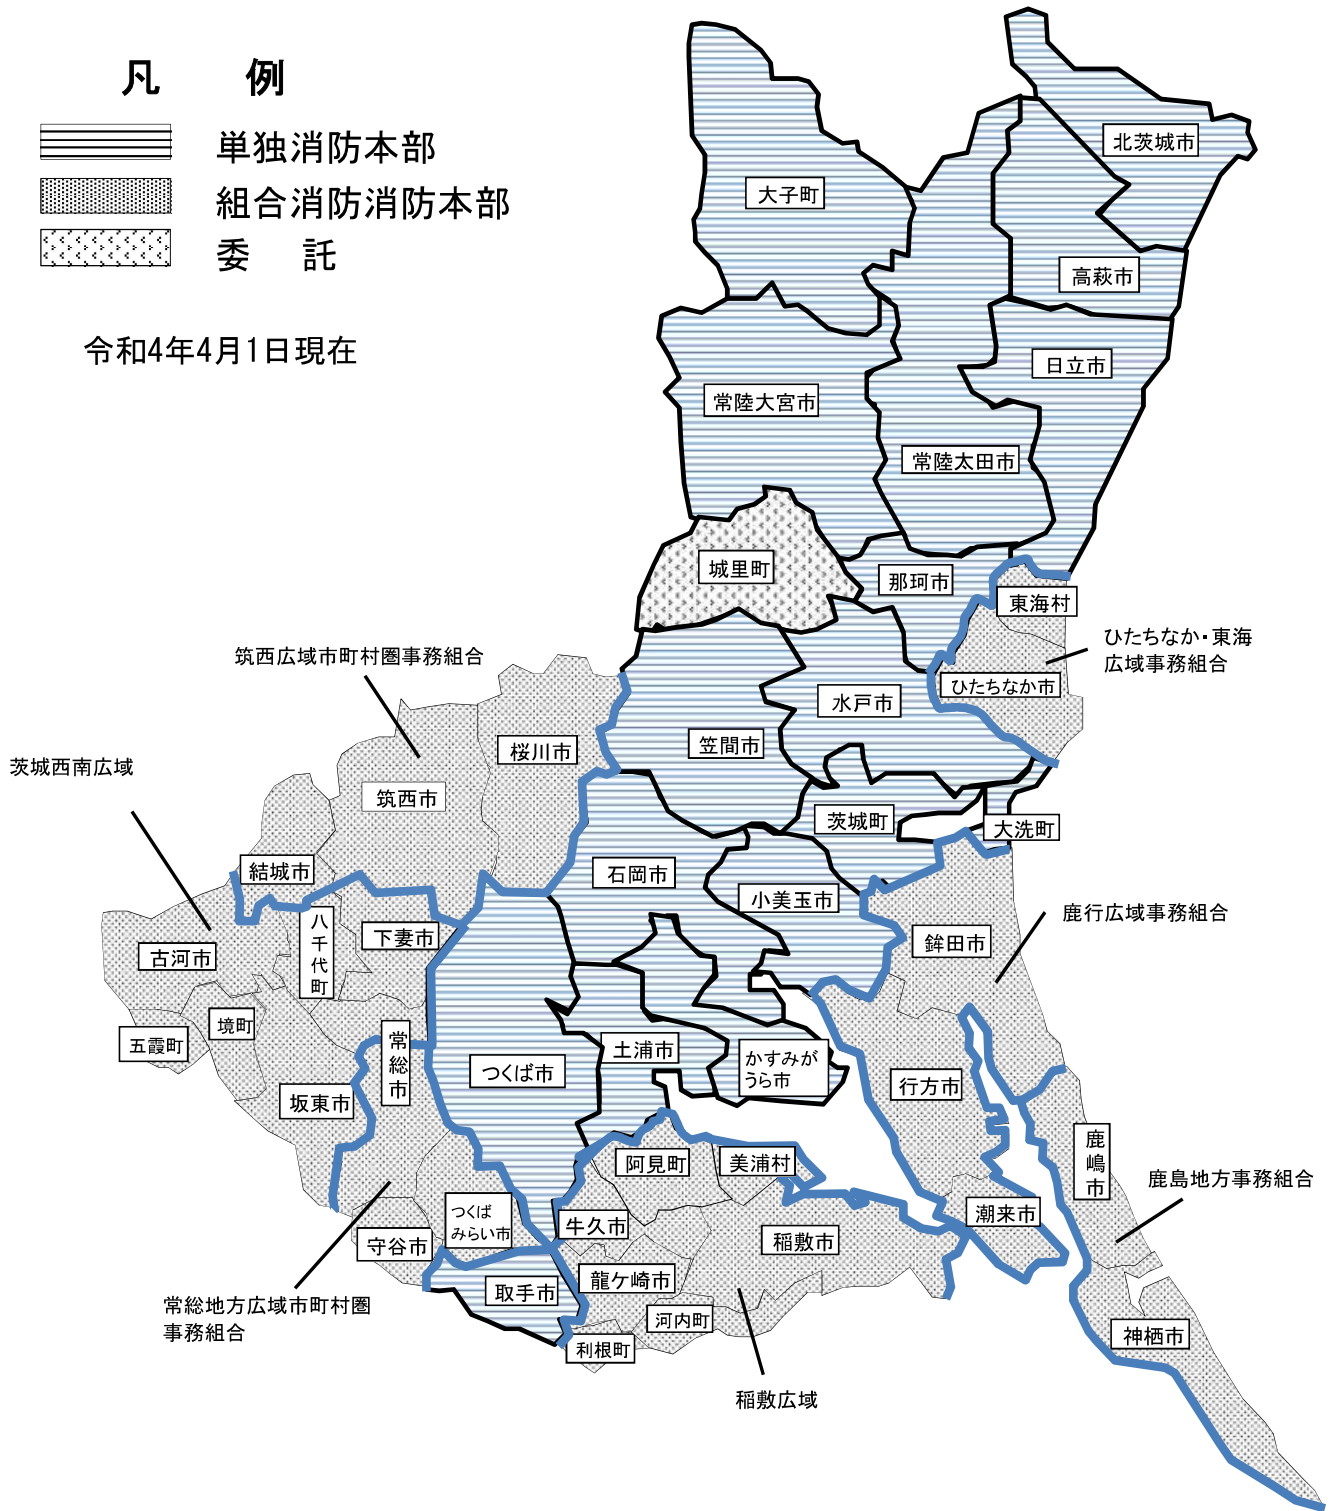 凡 例
単独消防本部
組合消防消防本部
委 託
令和4年4月1日現在
北茨城市
大子町
高萩市
日立市
常陸大宮市
常陸太田市
城里町
那珂市
東海村
ひたちなか・東海
広域事務組合
筑西広域市町村圏事務組合
ひたちなか市
水戸市
笠間市
桜川市
茨城西南広域
筑西市
茨城町
大洗町
結城市
石岡市
小美玉市
鹿行広域事務組合
八千代町
下妻市
鉾田市
古河市
境町
五霞町
常総市
土浦市
かすみが
うら市
つくば市
行方市
坂東市
鹿嶋市
阿見町
美浦村
鹿島地方事務組合
つくば
みらい市
牛久市
潮来市
守谷市
稲敷市
龍ケ崎市
取手市
常総地方広域市町村圏
事務組合
河内町
利根町
神栖市
稲敷広域